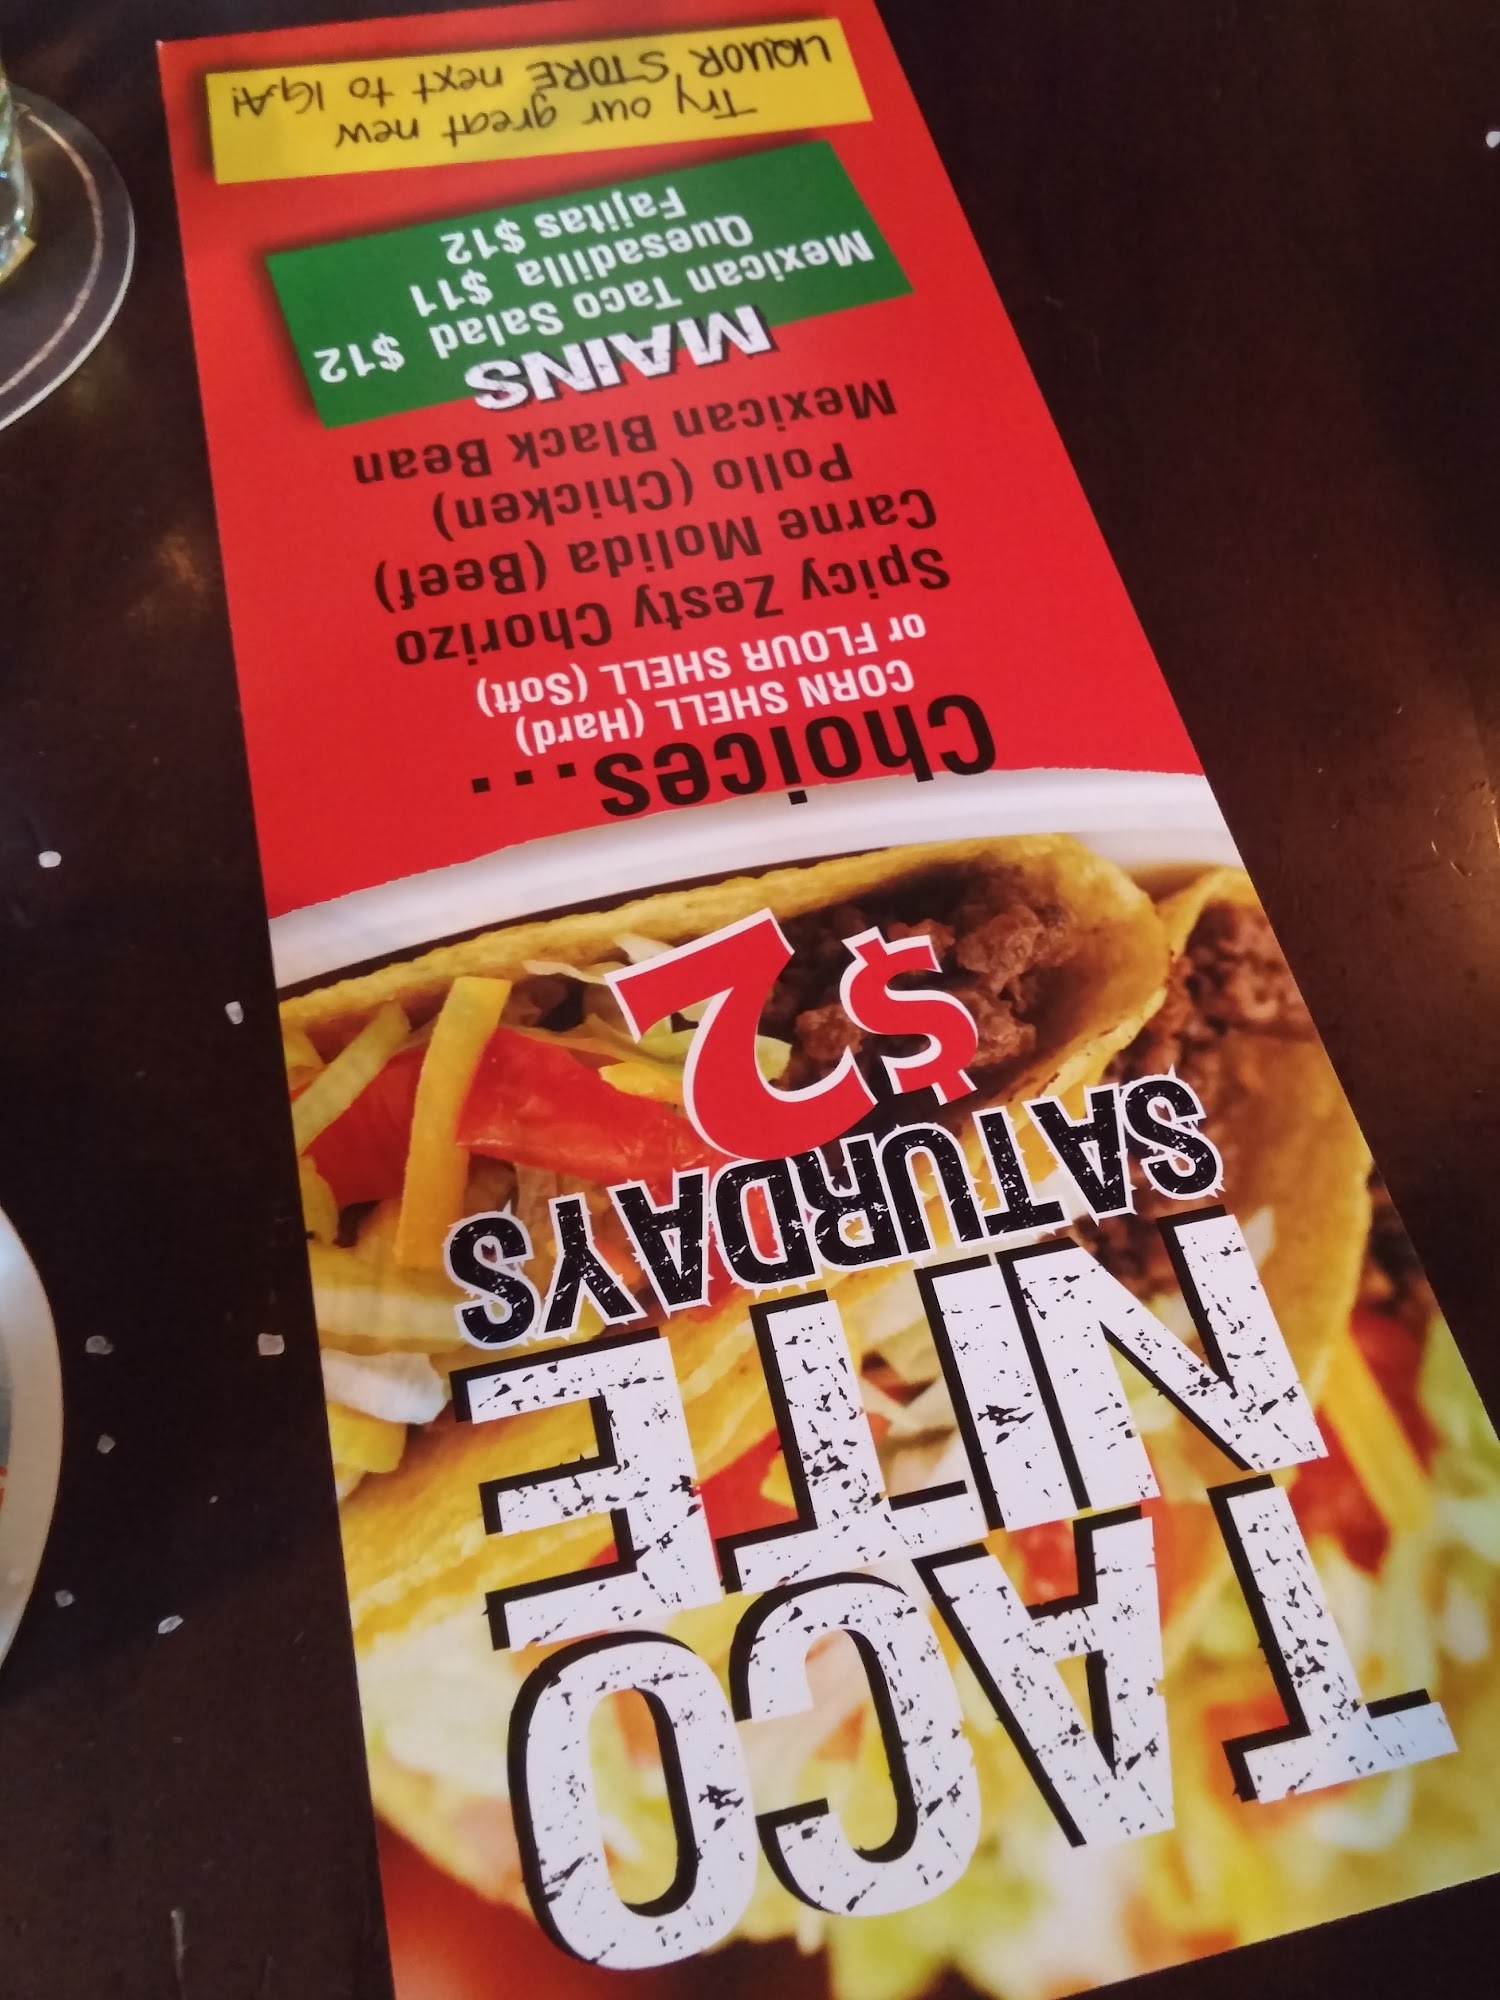 TACO
NITE
SATURDAYS
$2
Choices...
CORN SHELL (Hard)
or FLOUR SHELL (Soft)
Spicy Zesty Chorizo
Carne Molida (Beef)
Pollo (Chicken)
Mexican Black Bean
MAINS
Mexican Taco Salad $12
Quesadilla $11
Fajitas $12
Try our great new
LIQUOR STORE next to IGA!